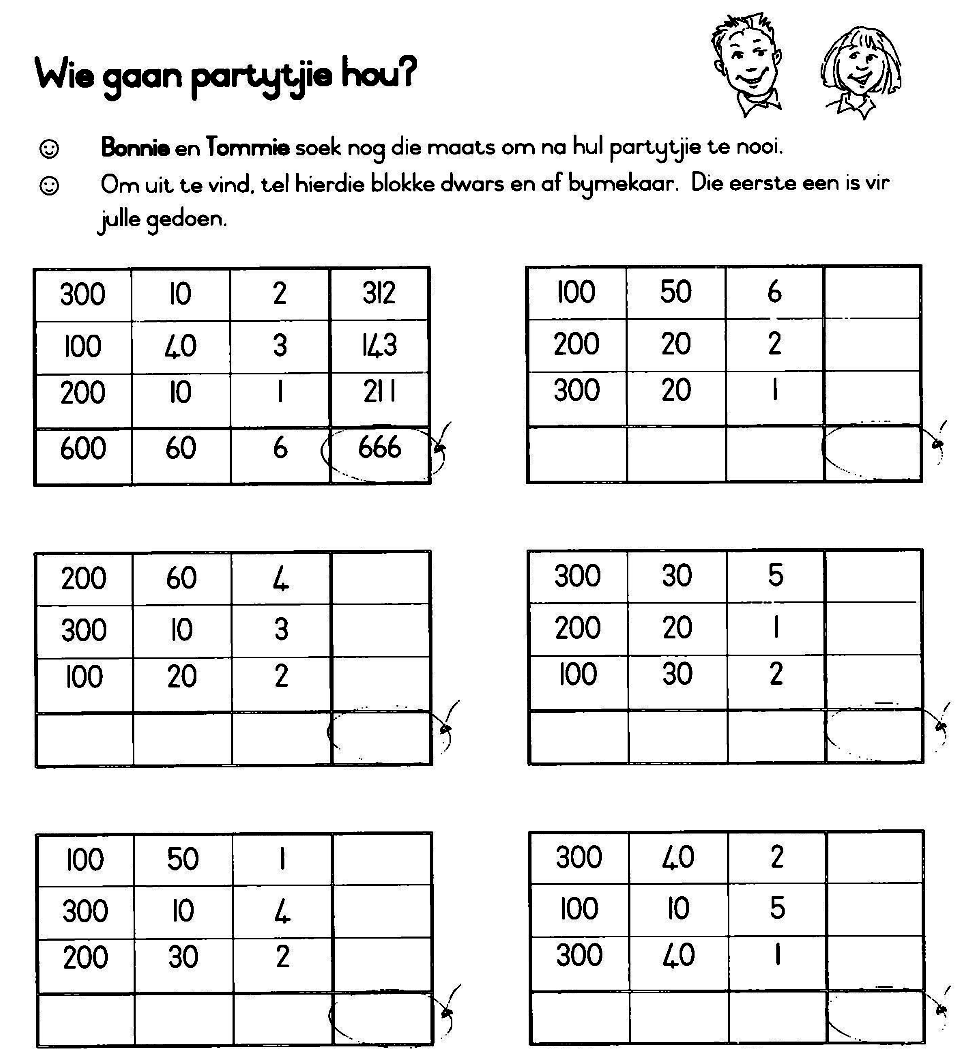 Wie gaan partytjie hou?
Bonnie en Tommie soek nog die maats om na hul partytjie te nooi.
Om uit te vind, tel hierdie blokke dwars en af bymekaar. Die eerste een is vir
julle gedoen.
300 10 2 312
100 40 3 143
200 10 1 211
600 60 6 666
100 50 6
200 20 2
300 20 1
200 60 4
300 10 3
100 20 2
300 30 5
200 20 1
100 30 2
100 50 1
300 10 4
200 30 2
300 40 2
100 10 5
300 40 1